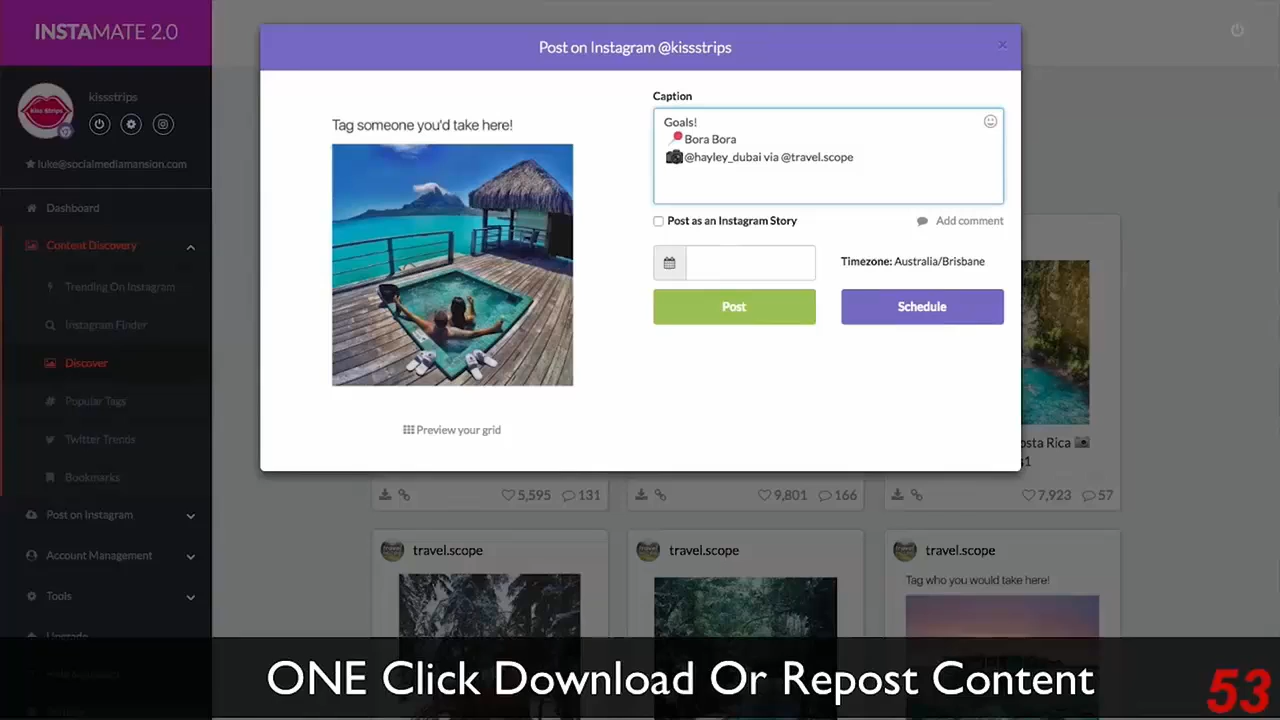 INSTAMATE 2.0
kissstrips
luke@socialmediamansion.com
Dashboard
Content Discovery
Trending On Instagram
Instagram Finder
Discover
Popular Tags
Twitter Trends
Bookmarks
Post on Instagram
Account Management
Tools
Upgrade
Post on Instagram @kissstrips
×
Tag someone you'd take here!
Preview your grid
Caption
Goals!
Bora Bora
@hayley_dubai via @travel.scope
Post as an Instagram Story
Add comment
Timezone: Australia/Brisbane
Post
Schedule
osta Rica
s1
5,595 131
9,801 166
7,923 57
travel.scope
travel.scope
travel.scope
Tag who you would take here!
ONE Click Download Or Repost Content
53